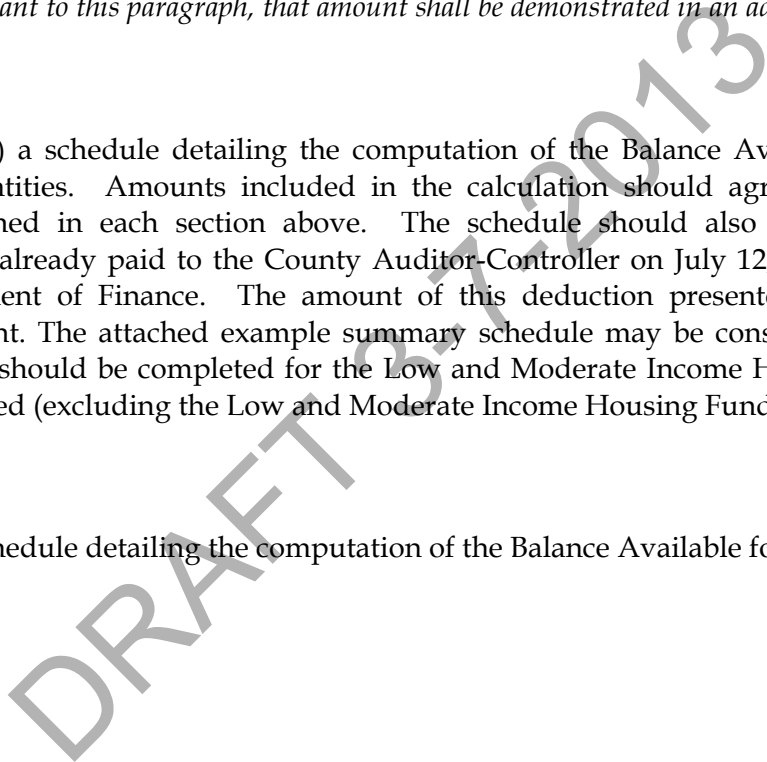 ant to this paragraph, that amount shall be demonstrated in an ad
) a schedule detailing the computation of the Balance Av
ntities. Amounts included in the calculation should agr
ned in each section above. The schedule should also
already paid to the County Auditor-Controller on July 12
ent of Finance. The amount of this deduction present
nt. The attached example summary schedule may be cons
should be completed for the Low and Moderate Income H
ed (excluding the Low and Moderate Income Housing Fund
hedule detailing the computation of the Balance Available fo
DRAFT 3-7-2013